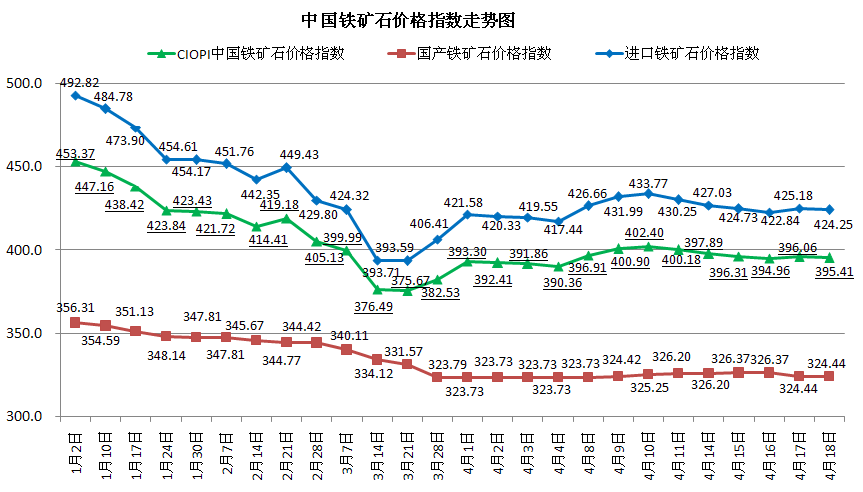 中国铁矿石价格指数走势图
CIOPI中国铁矿石价格指数 国产铁矿石价格指数 进口铁矿石价格指数
500.0
450.0
400.0
350.0
300.0
492.82 484.78 473.90 454.61 454.17 451.76 442.35 449.43 429.80 424.32 393.71 393.59 406.41 421.58 420.33 419.55 417.44 426.66 431.99 433.77 430.25 427.03 424.73 422.84 425.18 424.25
453.37 447.16 438.42 423.84 423.43 421.72 414.41 419.18 405.13 399.99 376.49 375.67 382.53 393.30 392.41 391.86 390.36 396.91 400.90 402.40 400.18 397.89 396.31 394.96 396.06 395.41
356.31 354.59 351.13 348.14 347.81 347.81 345.67 344.77 344.42 340.11 334.12 331.57 323.79 323.73 323.73 323.73 323.73 323.73 324.42 325.25 326.20 326.20 326.37 326.37 324.44 324.44
1月2日 1月10日 1月17日 1月24日 1月30日 2月7日 2月14日 2月21日 2月28日 3月7日 3月14日 3月21日 3月28日 4月1日 4月2日 4月3日 4月4日 4月8日 4月9日 4月10日 4月11日 4月14日 4月15日 4月16日 4月17日 4月18日